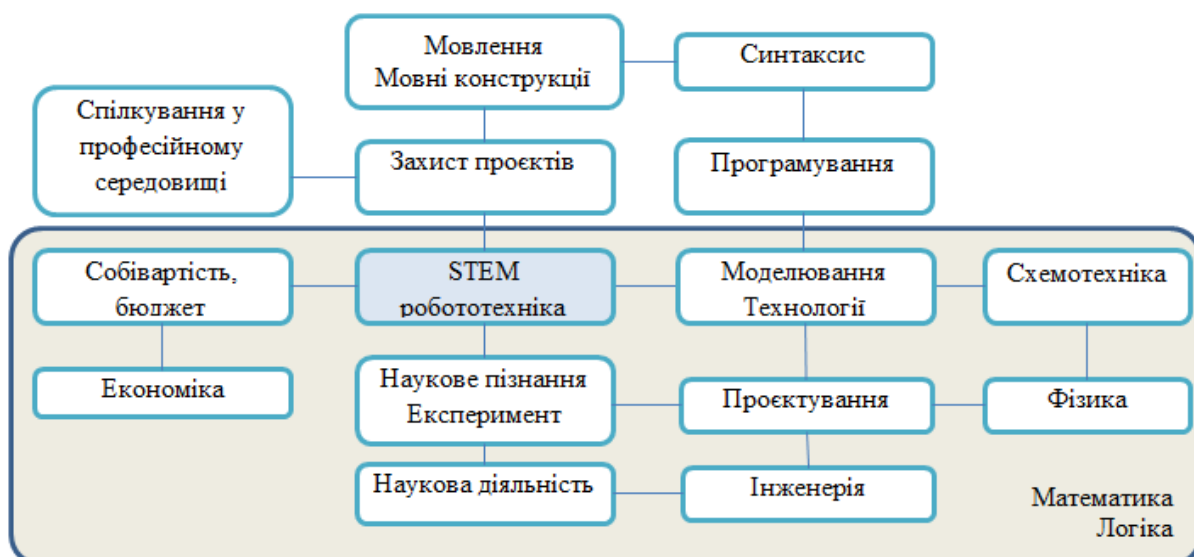 Мовлення
Мовні конструкції
Синтаксис
Спілкування у
професійному
середовищі
Захист проєктів
Програмування
Собівартість,
бюджет
STEM
робототехніка
Моделювання
Технології
Схемотехніка
Економіка
Наукове пізнання
Експеримент
Проєктування
Фізика
Наукова діяльність
Інженерія
Математика
Логіка